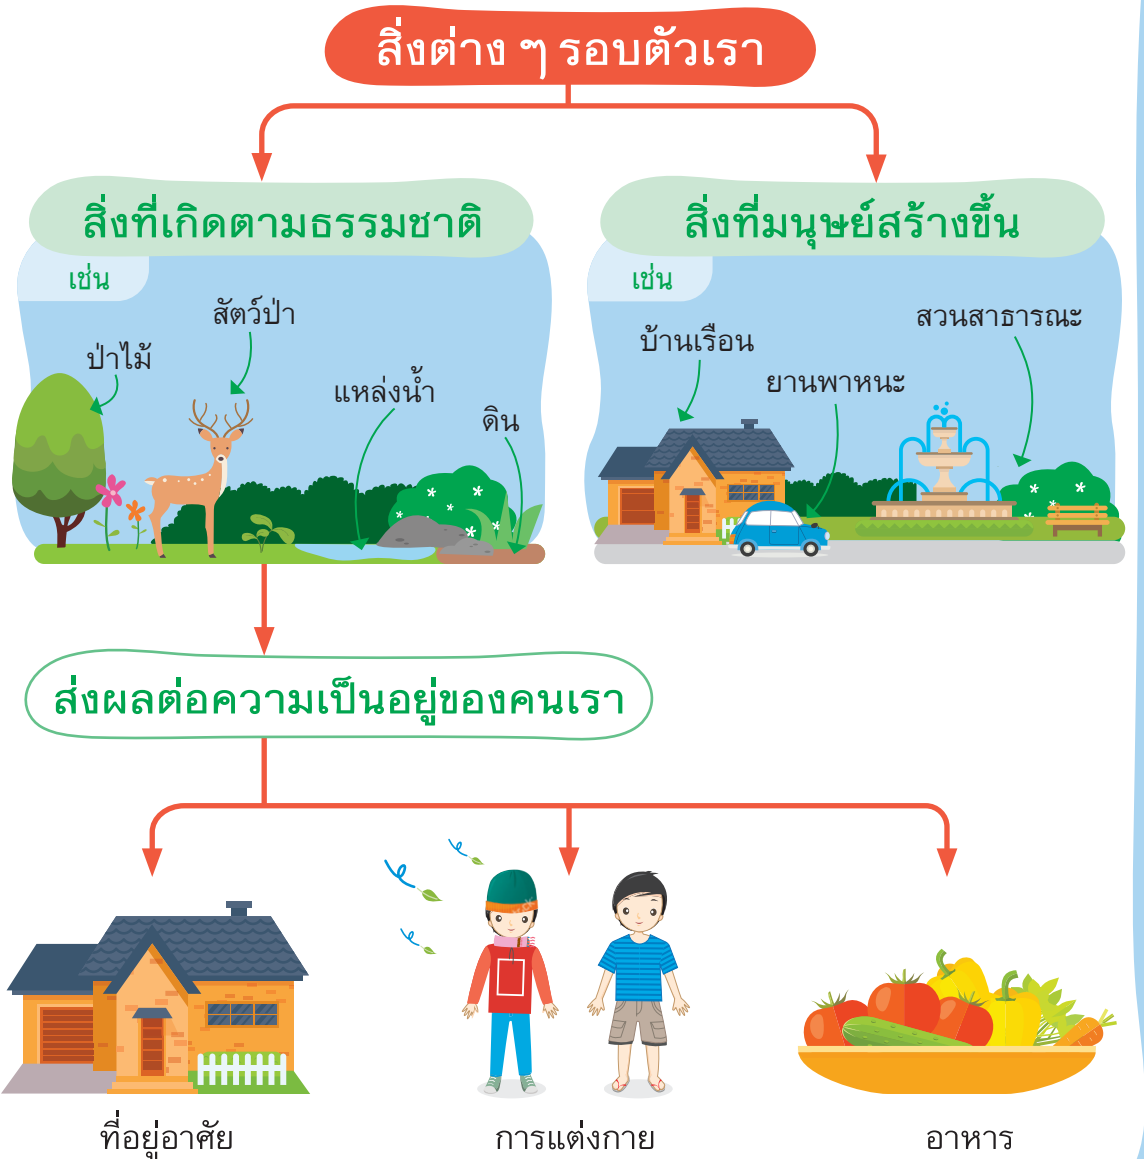 สิ่งต่าง ๆ รอบตัวเรา
สิ่งที่เกิดตามธรรมชาติ
เช่น
สัตว์ป่า
ป่าไม้
แหล่งน้ำ
ดิน
สิ่งที่มนุษย์สร้างขึ้น
เช่น
สวนสาธารณะ
บ้านเรือน
ยานพาหนะ
ส่งผลต่อความเป็นอยู่ของคนเรา
ที่อยู่อาศัย
การแต่งกาย
อาหาร